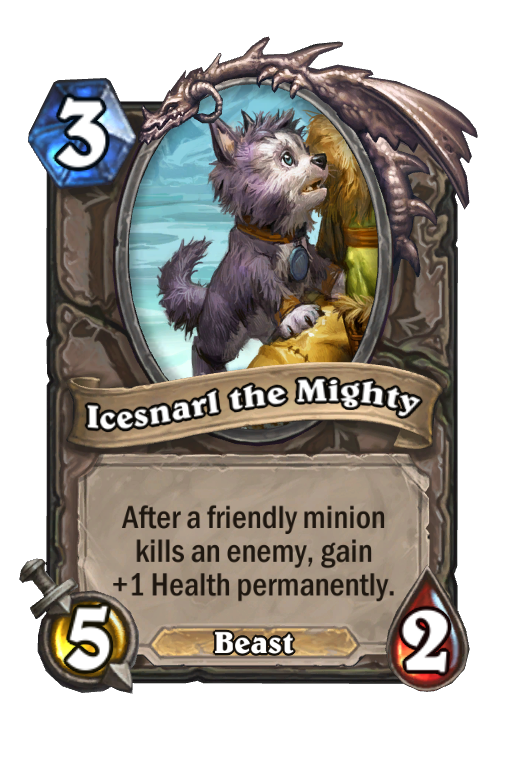 3
Icesnarl the Mighty
After a friendly minion
kills an enemy, gain
+1 Health permanently.
5
Beast
2